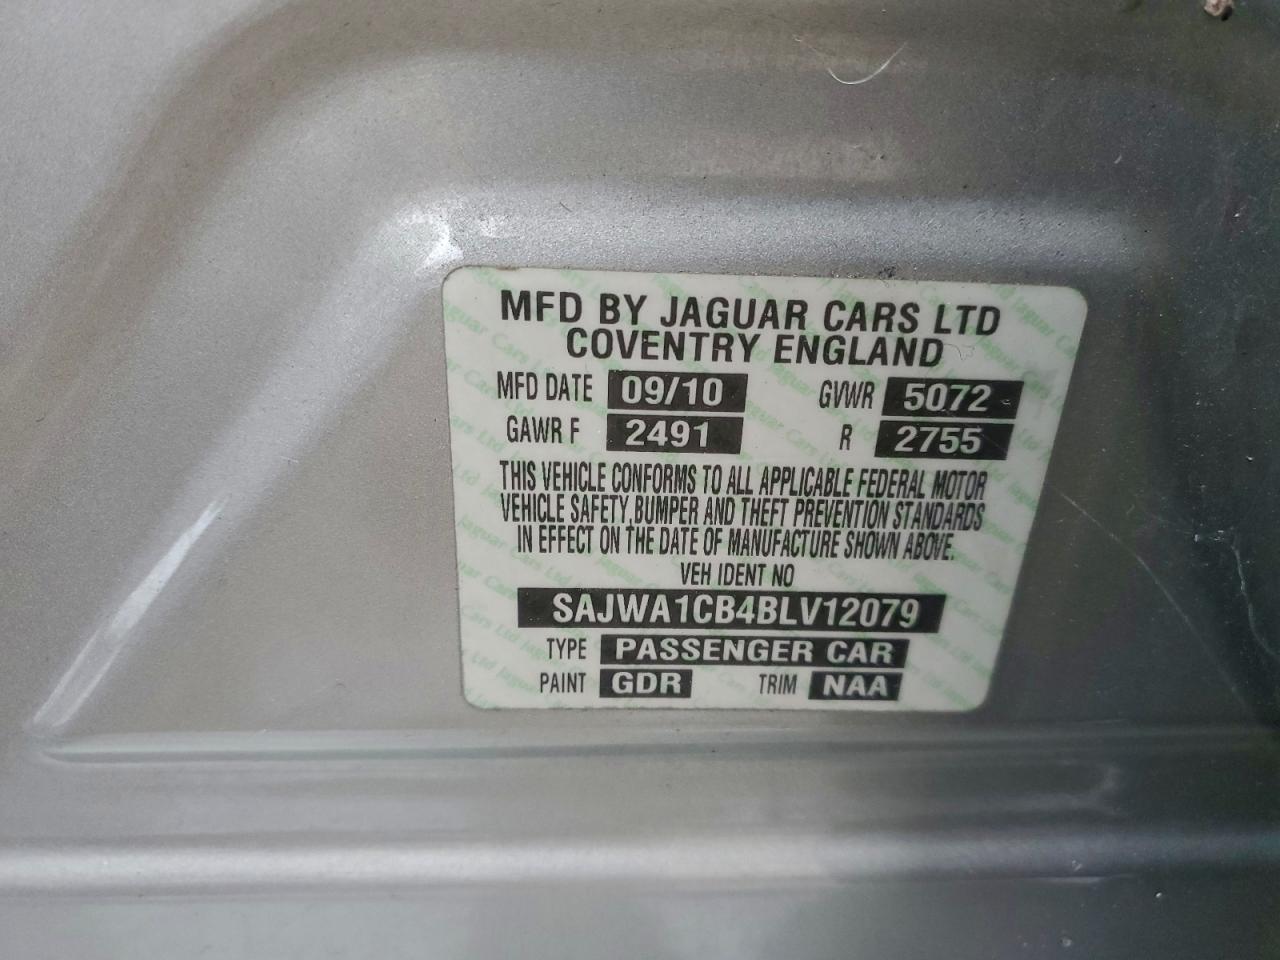 MFD BY JAGUAR CARS LTD
COVENTRY ENGLAND
MFD DATE 09/10 GVWR 5072
GAWR F 2491 R 2755
THIS VEHICLE CONFORMS TO ALL APPLICABLE FEDERAL MOTOR
VEHICLE SAFETY, BUMPER AND THEFT PREVENTION STANDARDS
IN EFFECT ON THE DATE OF MANUFACTURE SHOWN ABOVE.
VEH IDENT NO
SAJWA1CB4BLV12079
TYPE PASSENGER CAR
PAINT GDR TRIM NAA